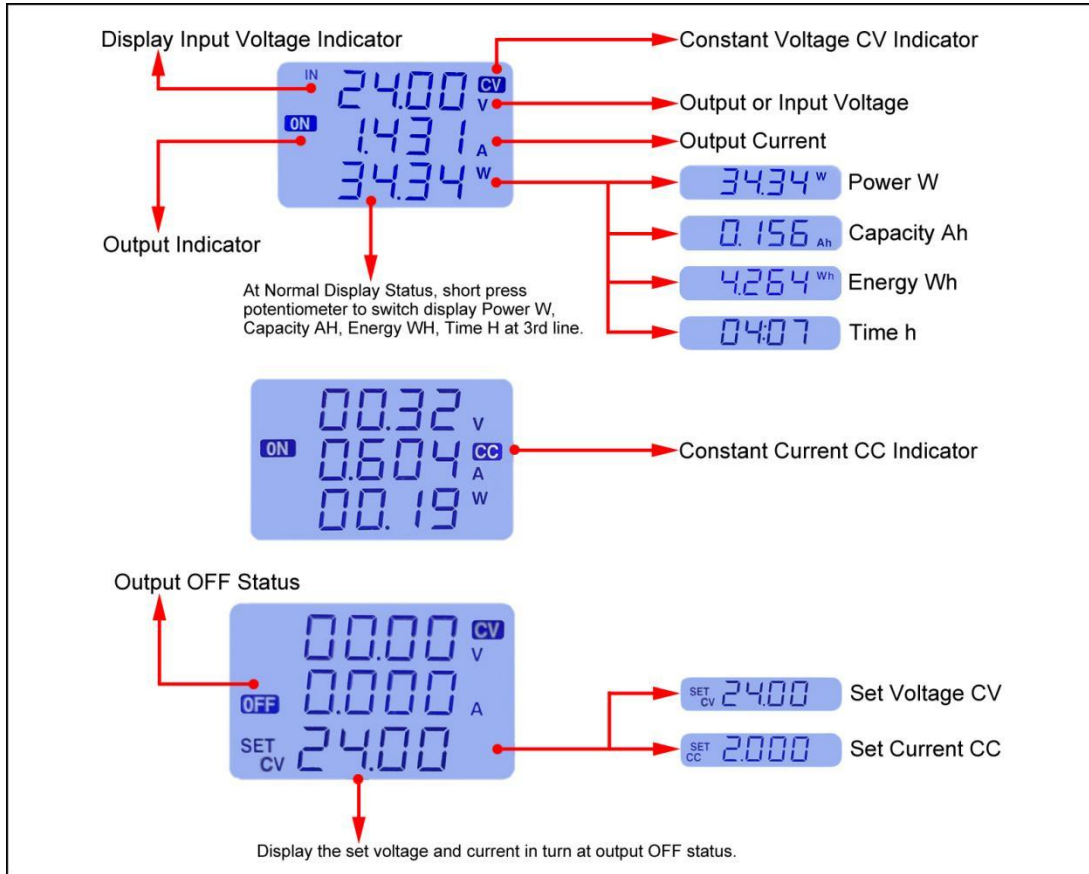 Display Input Voltage Indicator
Constant Voltage CV Indicator
IN 24.00 CV
V
Output or Input Voltage
ON 1.431 A
Output Current
34.34 W
34.34 W Power W
Output Indicator
0.156 Ah Capacity Ah
At Normal Display Status, short press
potentiometer to switch display Power W,
Capacity AH, Energy WH, Time H at 3rd line.
4.264 Wh Energy Wh
04:07 Time h
00.32 V
ON 0.604 CC
A
Constant Current CC Indicator
00.19 W
Output OFF Status
00.00 CV
V
OFF 0.000 A
SET
CV 24.00
SET
CV 24.00 Set Voltage CV
SET
CC 2.000 Set Current CC
Display the set voltage and current in turn at output OFF status.